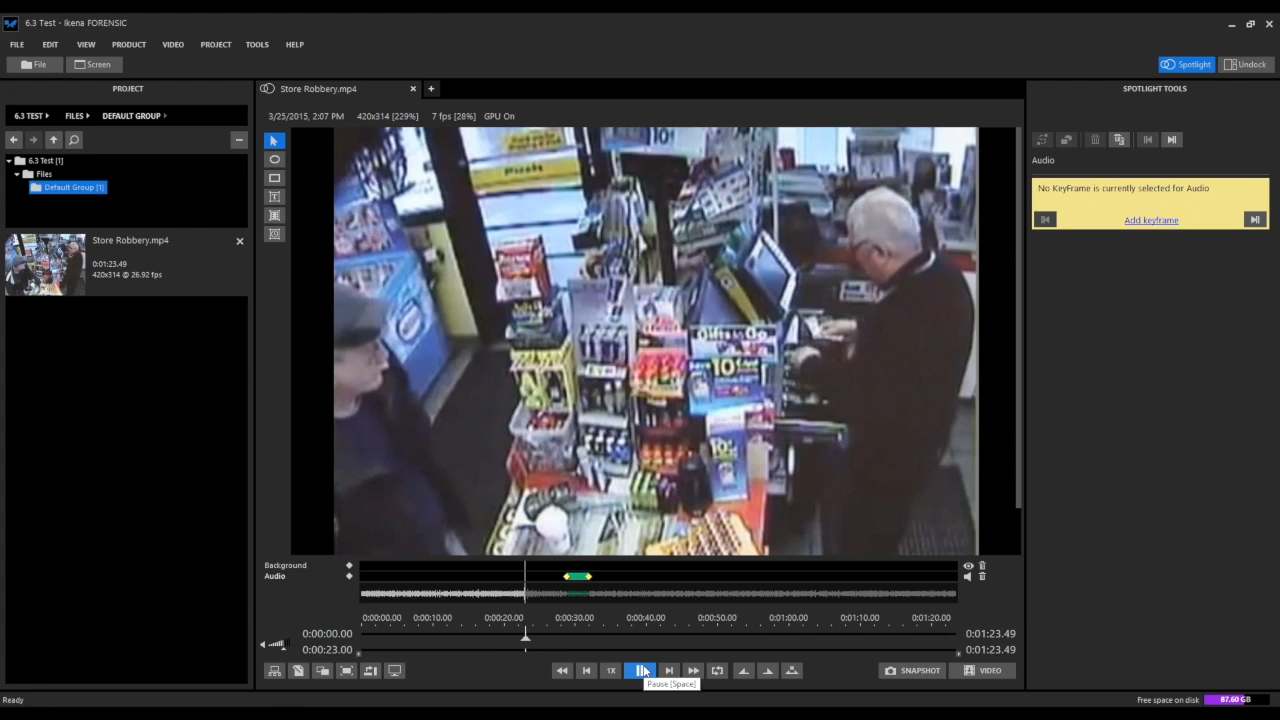 6.3 Test - Ikena FORENSIC
FILE EDIT VIEW PRODUCT VIDEO PROJECT TOOLS HELP
File Screen Spotlight Undock
PROJECT
Store Robbery.mp4
SPOTLIGHT TOOLS
6.3 TEST FILES DEFAULT GROUP
3/25/2015, 2:07 PM 420x314 [229%] 7 fps [28%] GPU On
6.3 Test [1]
Files
Default Group [1]
Store Robbery.mp4
0:01:23.49
420x314 @ 26.92 fps
Audio
No KeyFrame is currently selected for Audio
Add keyframe
10
Push
Gifts to Go
10
Background
Audio
0:00:00.00 0:00:10.00 0:00:20.00 0:00:30.00 0:00:40.00 0:00:50.00 0:01:00.00 0:01:10.00 0:01:20.00
0:00:00.00 0:01:23.49
0:00:23.00 0:01:23.49
1X SNAPSHOT VIDEO
Pause [Space]
Ready Free space on disk 87.60 GB